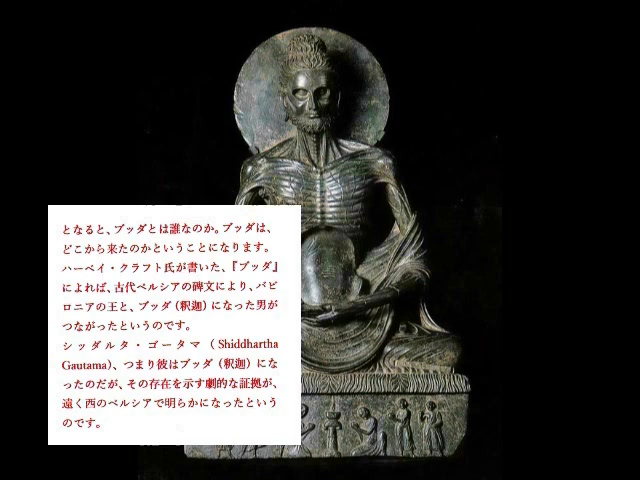 となると、ブッダとは誰なのか。ブッダは、
どこから来たのかということになります。
ハーベイ・クラフト氏が書いた、『ブッダ』
によれば、古代ペルシアの碑文により、バビ
ロニアの王と、ブッダ（釈迦）になった男が
つながったというのです。
シッダルタ・ゴータマ（Shiddhartha
Gautama）、つまり彼はブッダ（釈迦）にな
ったのだが、その存在を示す劇的な証拠が、
遠く西のペルシアで明らかになったという
のです。